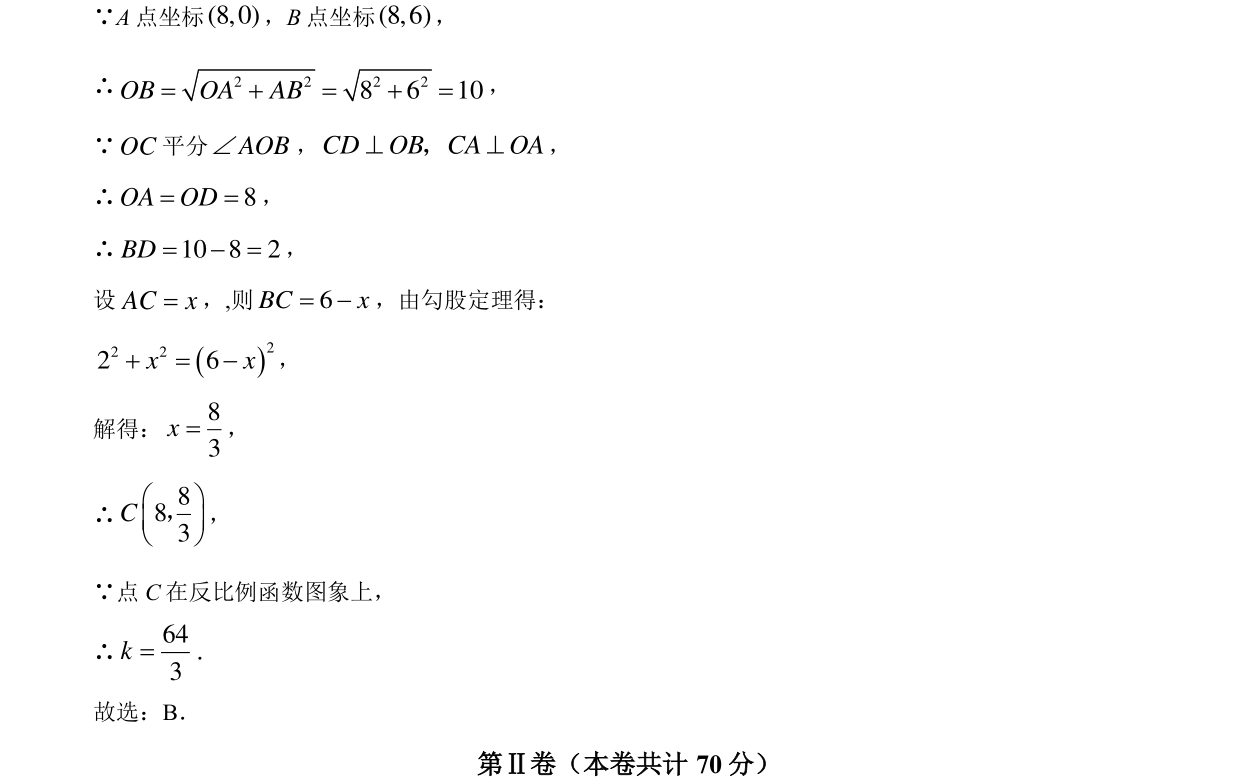 ∵A 点坐标(8,0)，B 点坐标(8,6)，
∴ OB = √(OA² + AB²) = √(8² + 6²) = 10，
∵ OC 平分∠AOB，CD⊥OB，CA⊥OA，
∴ OA = OD = 8，
∴ BD = 10 − 8 = 2，
设 AC = x，,则 BC = 6 − x，由勾股定理得：
2² + x² = (6 − x)²，
解得：x = 8/3，
∴ C(8, 8/3)，
∵点 C 在反比例函数图象上，
∴ k = 64/3．
故选：B．
第Ⅱ卷（本卷共计 70 分）